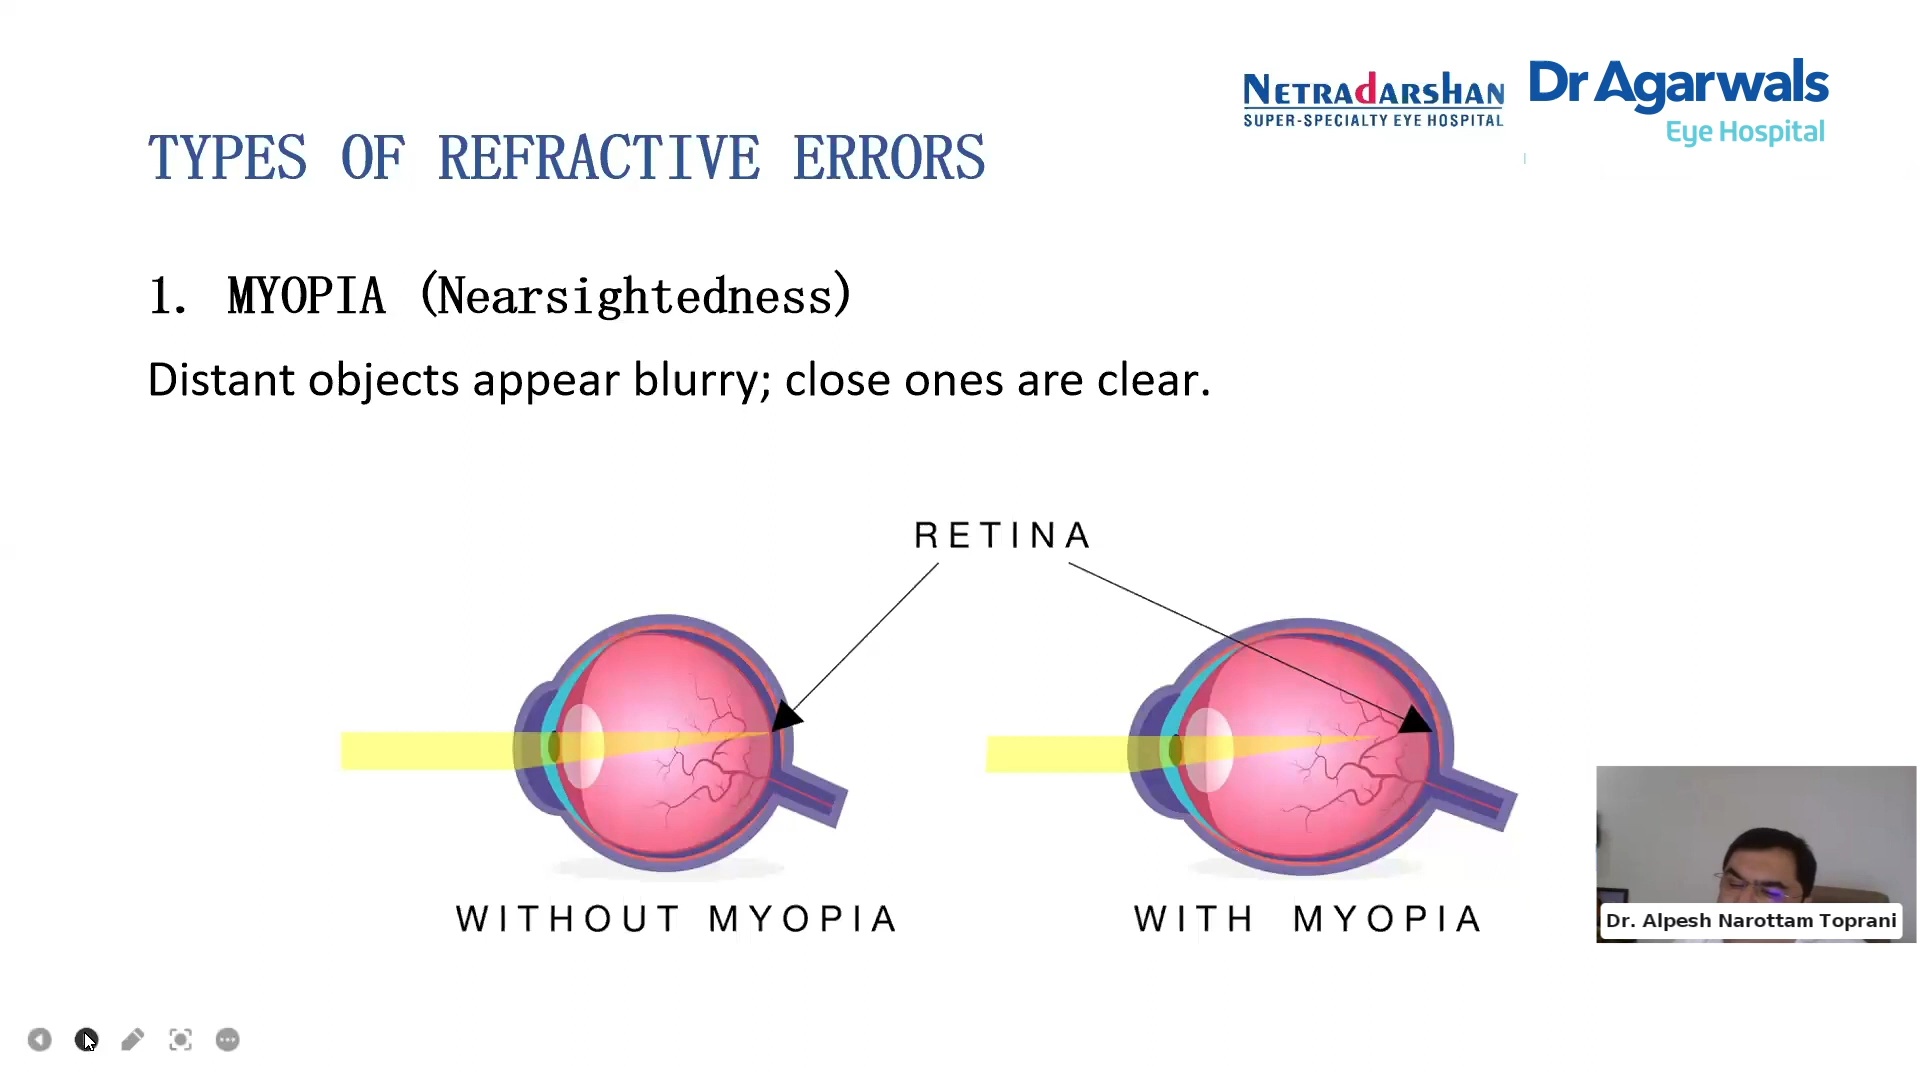 NETRAdARSHAN
SUPER-SPECIALTY EYE HOSPITAL
Dr Agarwals
Eye Hospital
TYPES OF REFRACTIVE ERRORS
1. MYOPIA (Nearsightedness)
Distant objects appear blurry; close ones are clear.
RETINA
WITHOUT MYOPIA
WITH MYOPIA
Dr. Alpesh Narottam Toprani